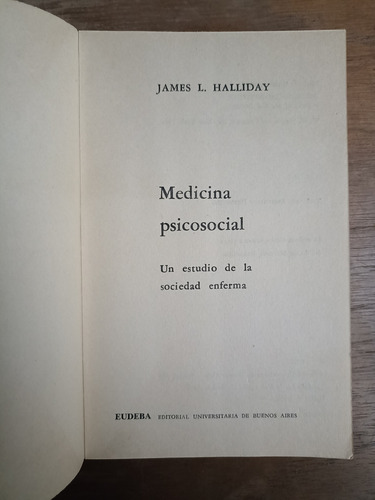 JAMES L. HALLIDAY
Medicina
psicosocial
Un estudio de la
sociedad enferma
EUDEBA EDITORIAL UNIVERSITARIA DE BUENOS AIRES